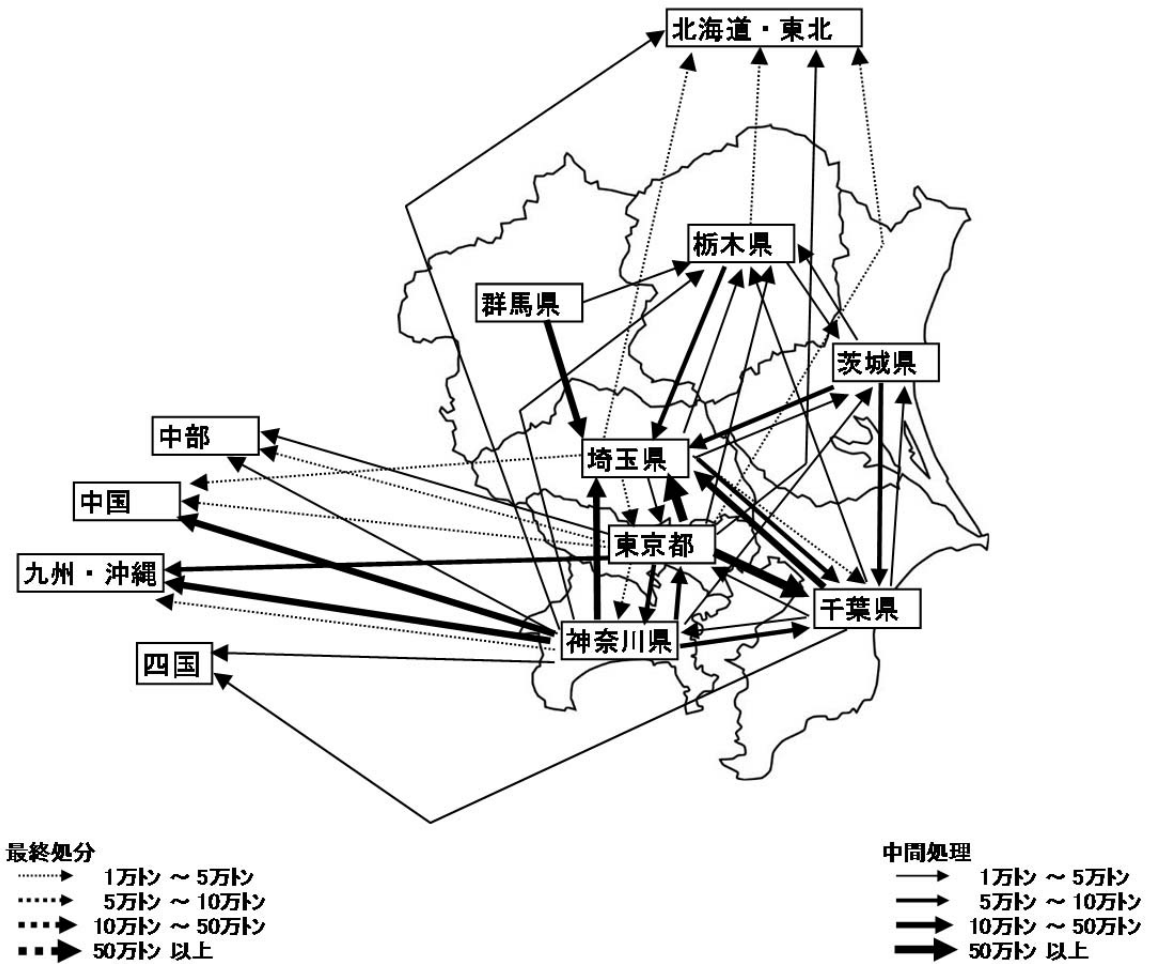 北海道・東北
栃木県
群馬県
茨城県
中部
埼玉県
中国
東京都
九州・沖縄
千葉県
神奈川県
四国
最終処分
1万トン ～ 5万トン
5万トン ～ 10万トン
10万トン ～ 50万トン
50万トン 以上
中間処理
1万トン ～ 5万トン
5万トン ～ 10万トン
10万トン ～ 50万トン
50万トン 以上